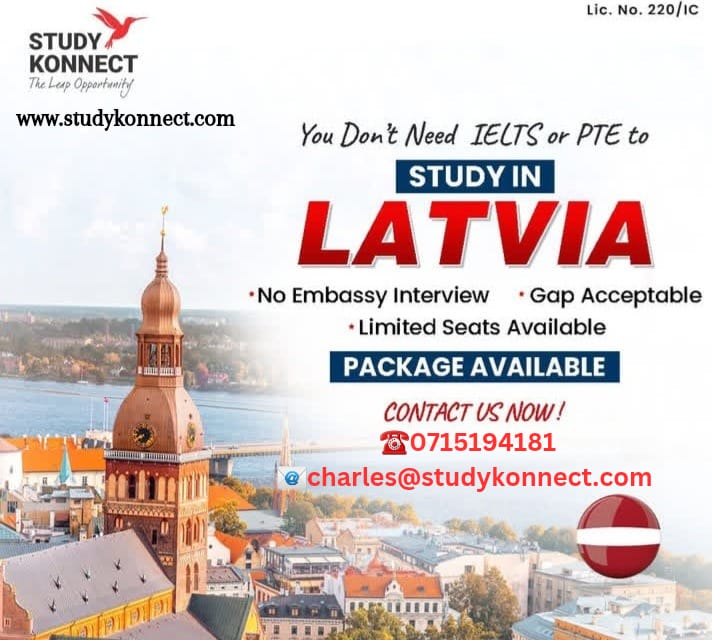 Lic. No. 220/IC
STUDY
KONNECT
The Leap Opportunity
www.studykonnect.com
You Don't Need IELTS or PTE to
STUDY IN
LATVIA
• No Embassy Interview • Gap Acceptable
• Limited Seats Available
PACKAGE AVAILABLE
CONTACT US NOW!
☎0715194181
📧charles@studykonnect.com